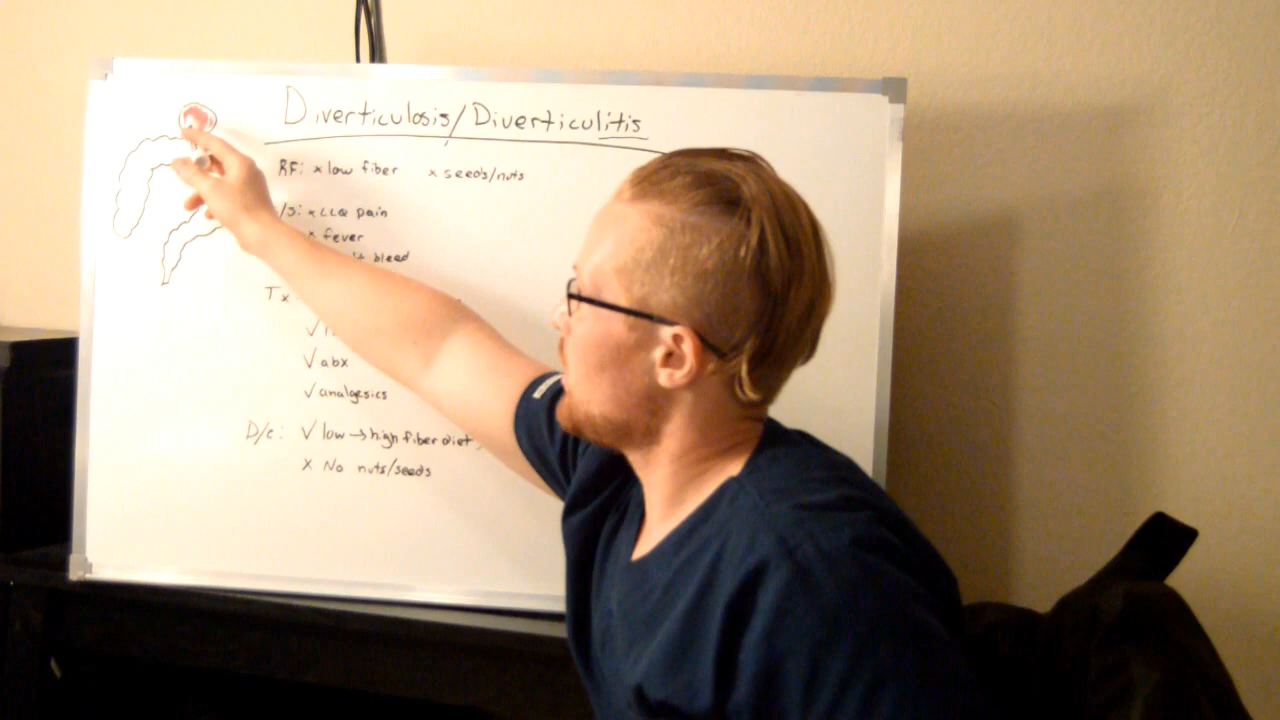 Diverticulosis/Diverticulitis
RF: x low fiber x seeds/nuts
/S: x LLQ pain
x fever
bleed
Tx
√ abx
√ analgesics
D/c: √ low → high fiber diet
X No nuts/seeds